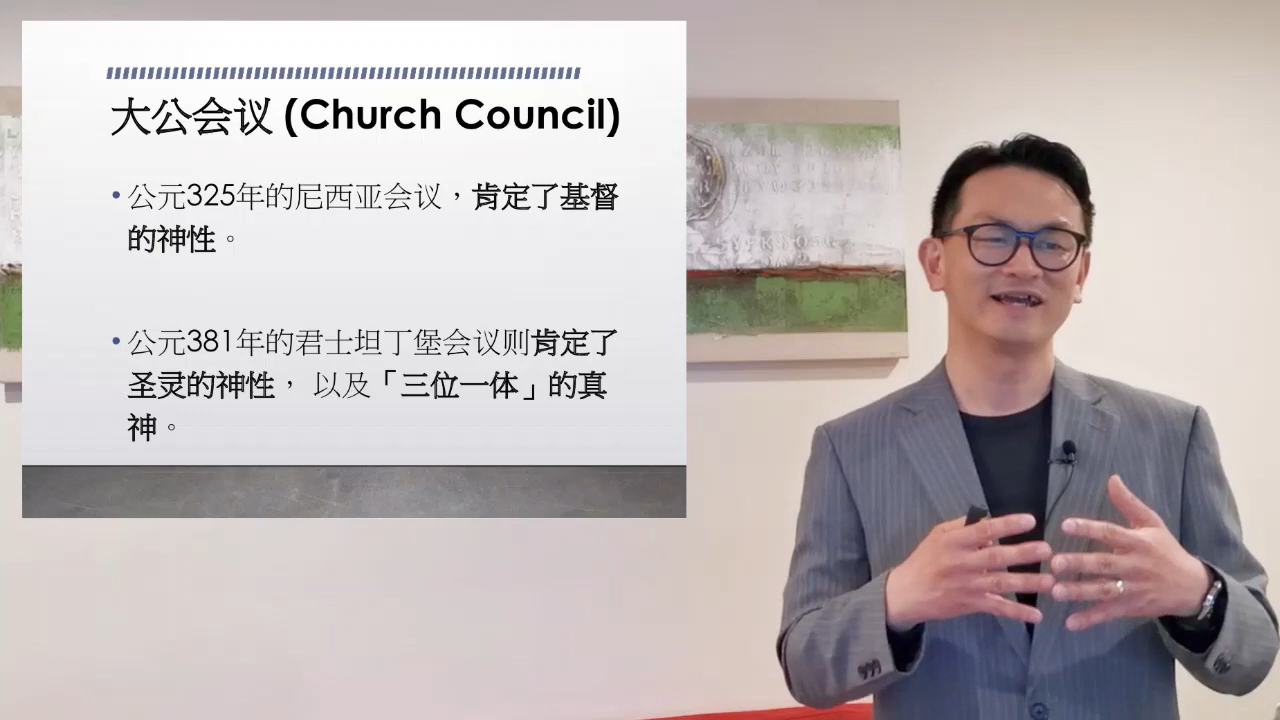 大公会议 (Church Council)
• 公元325年的尼西亚会议，肯定了基督
的神性。
• 公元381年的君士坦丁堡会议则肯定了
圣灵的神性， 以及「三位一体」的真
神。